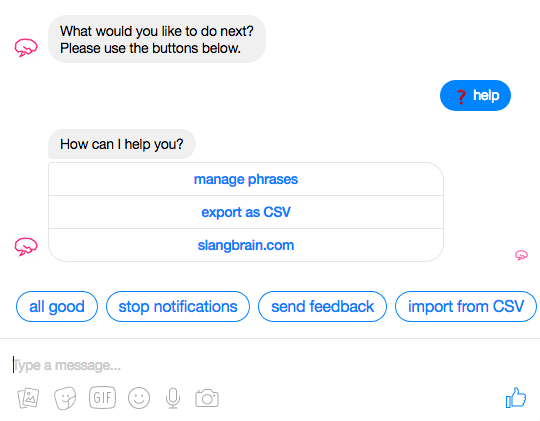 What would you like to do next?
Please use the buttons below.
❓ help
How can I help you?
manage phrases
export as CSV
slangbrain.com
all good
stop notifications
send feedback
import from CSV
Type a message...
GIF